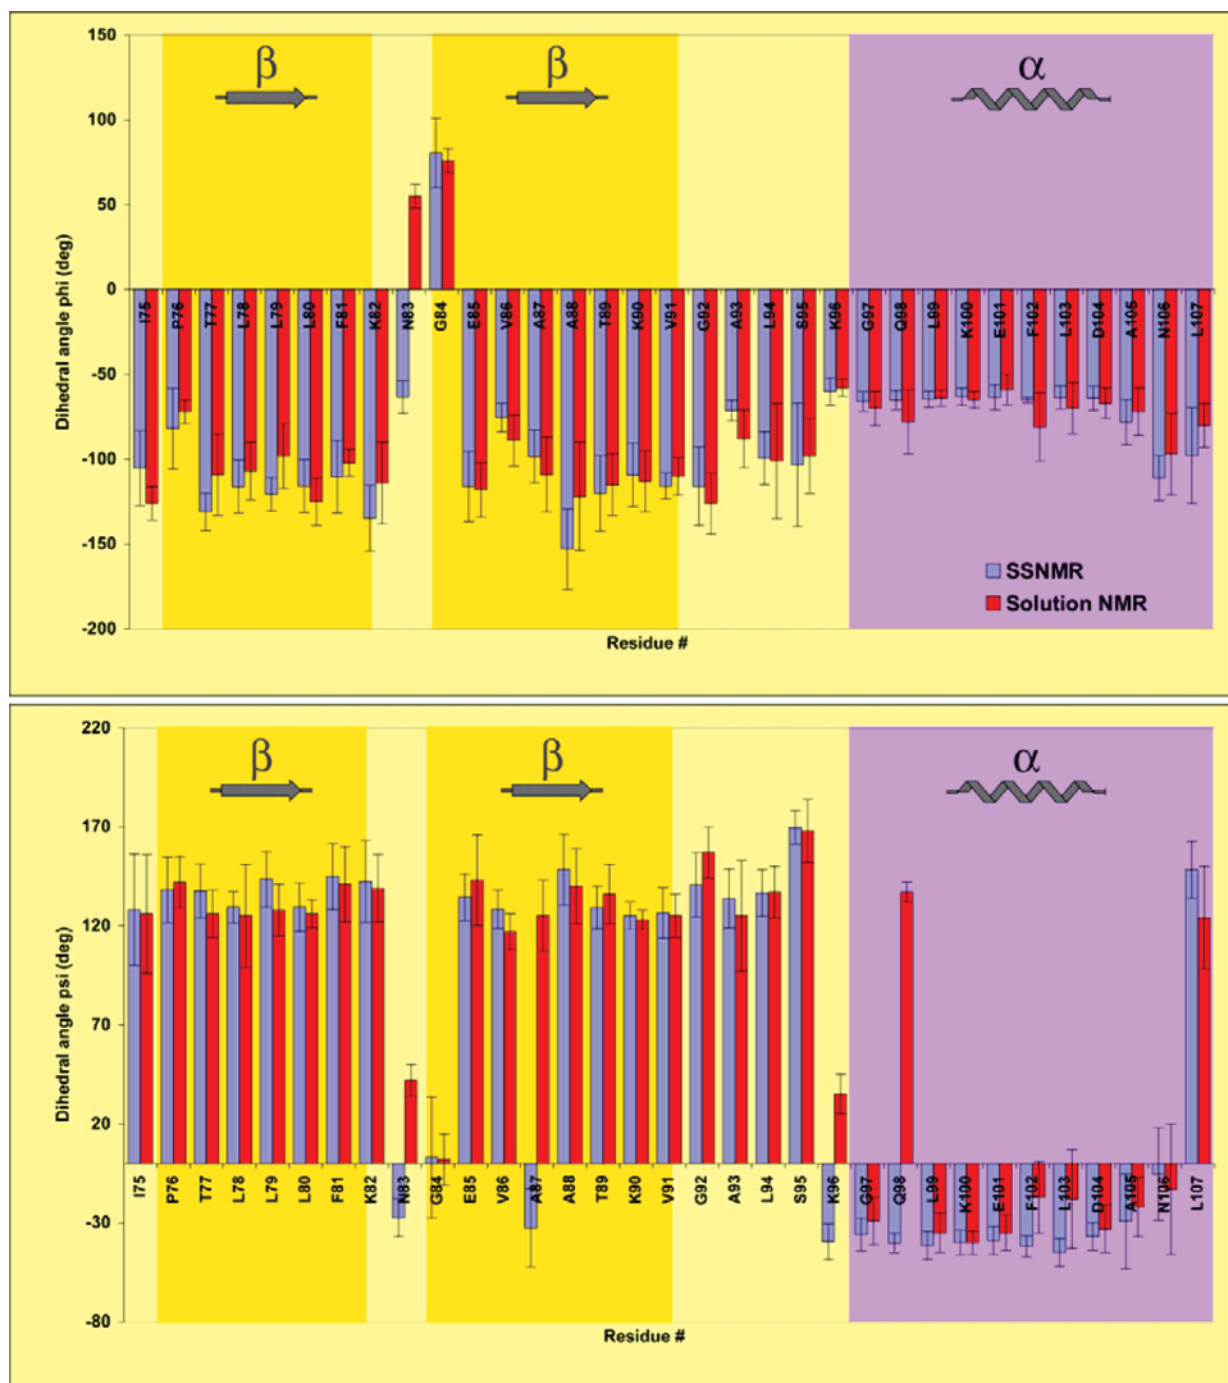 150
100
50
0
-50
-100
-150
-200
Dihedral angle phi (deg)
β
β
α
I75 P76 T77 L78 L79 L80 F81 K82 N83 G84 E85 V86 A87 A88 T89 K90 V91 G92 A93 L94 S95 K96 G97 Q98 L99 K100 E101 F102 L103 D104 A105 N106 L107
SSNMR
Solution NMR
Residue #
220
170
120
70
20
-30
-80
Dihedral angle psi (deg)
β
β
α
I75 P76 T77 L78 L79 L80 F81 K82 N83 G84 E85 V86 A87 A88 T89 K90 V91 G92 A93 L94 S95 K96 G97 Q98 L99 K100 E101 F102 L103 D104 A105 N106 L107
Residue #